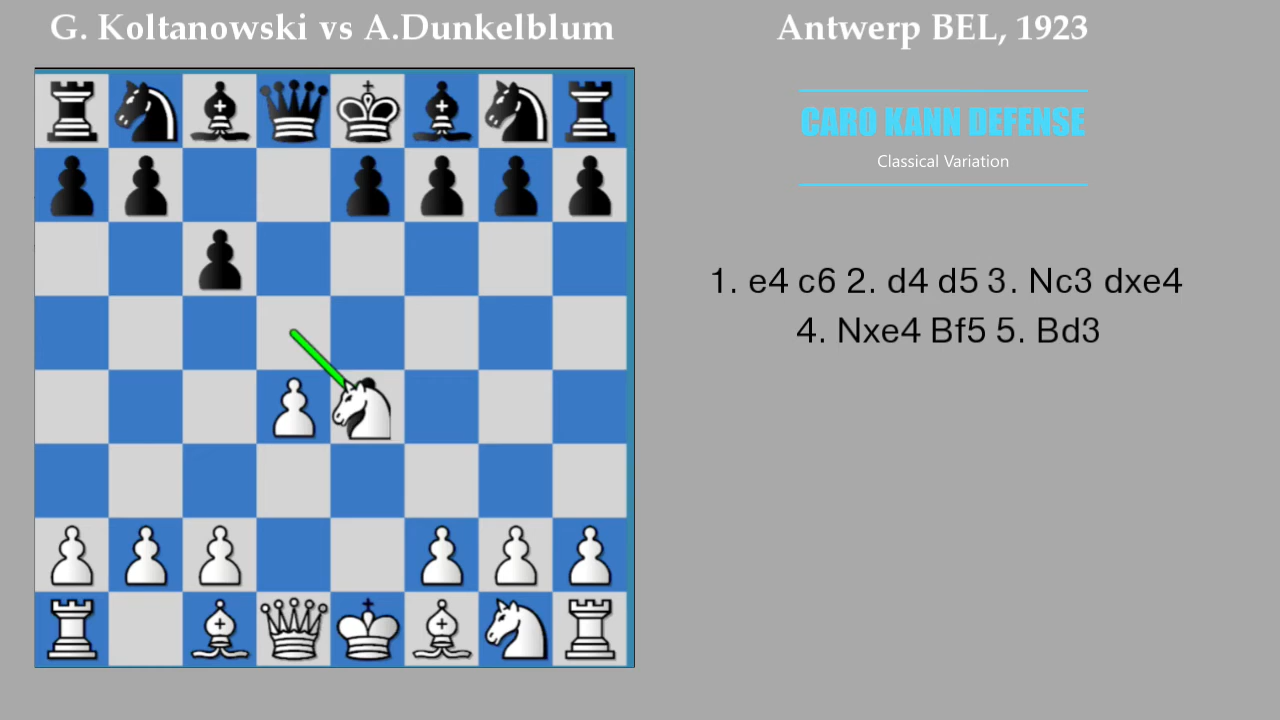 G. Koltanowski vs A.Dunkelblum
Antwerp BEL, 1923
CARO KANN DEFENSE
Classical Variation
1. e4 c6 2. d4 d5 3. Nc3 dxe4
4. Nxe4 Bf5 5. Bd3